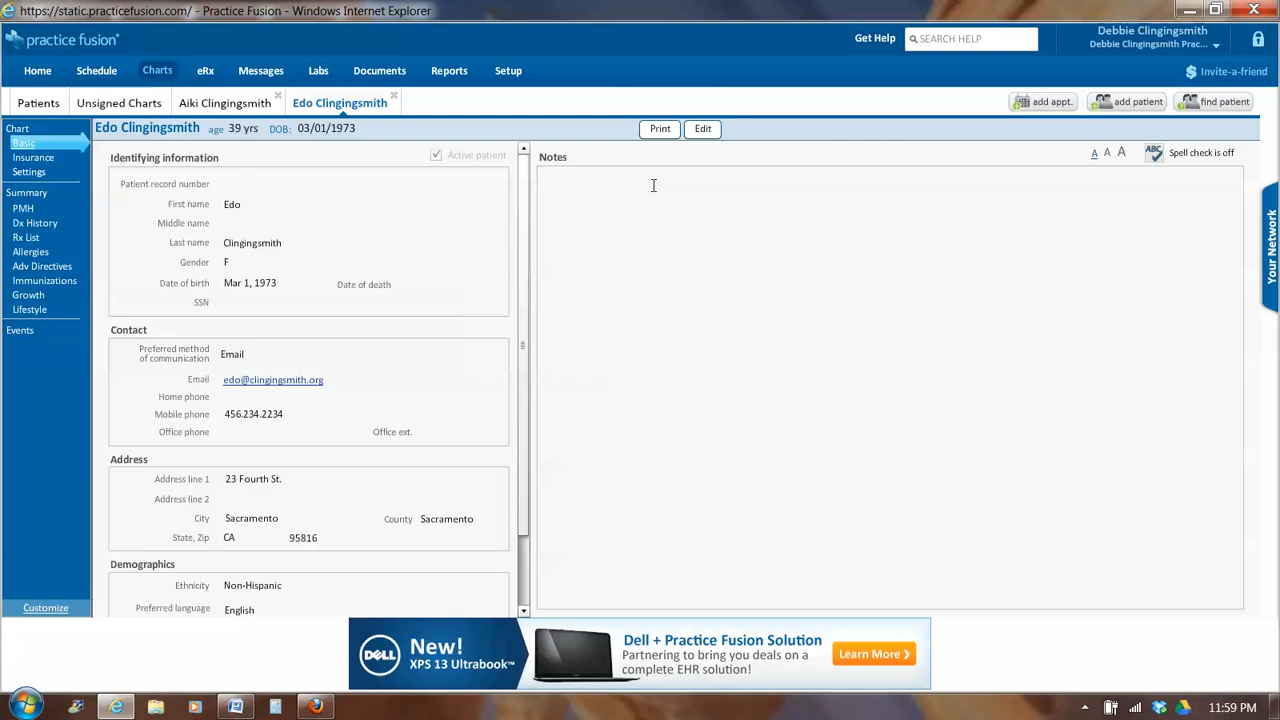 https://static.practicefusion.com/ - Practice Fusion - Windows Internet Explorer
practice fusion
Get Help
SEARCH HELP
Debbie Clingingsmith
Debbie Clingingsmith Prac...
Home Schedule Charts eRx Messages Labs Documents Reports Setup
Invite-a-friend
Patients Unsigned Charts Aiki Clingingsmith Edo Clingingsmith
add appt. add patient find patient
Chart
Basic
Insurance
Settings
Summary
PMH
Dx History
Rx List
Allergies
Adv Directives
Immunizations
Growth
Lifestyle
Events
Customize
Edo Clingingsmith age 39 yrs DOB: 03/01/1973
Print Edit
Identifying information Active patient
Patient record number
First name Edo
Middle name
Last name Clingingsmith
Gender F
Date of birth Mar 1, 1973 Date of death
SSN
Contact
Preferred method
of communication Email
Email edo@clingingsmith.org
Home phone
Mobile phone 456.234.2234
Office phone Office ext.
Address
Address line 1 23 Fourth St.
Address line 2
City Sacramento County Sacramento
State, Zip CA 95816
Demographics
Ethnicity Non-Hispanic
Preferred language English
Notes
A A A ABC Spell check is off
Your Network
DELL
New!
XPS 13 Ultrabook™
Dell + Practice Fusion Solution
Partnering to bring you deals on a
complete EHR solution!
Learn More
11:59 PM